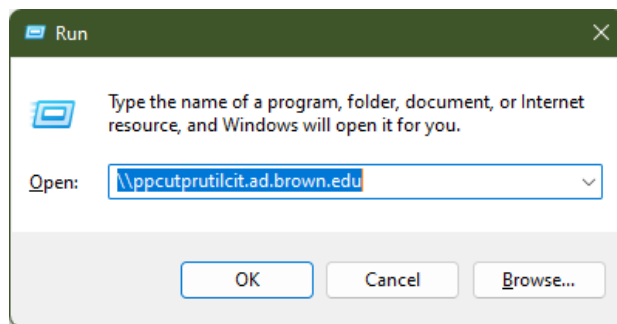 Run
Type the name of a program, folder, document, or Internet
resource, and Windows will open it for you.
Open: \\ppcutprutilcit.ad.brown.edu
OK Cancel Browse...